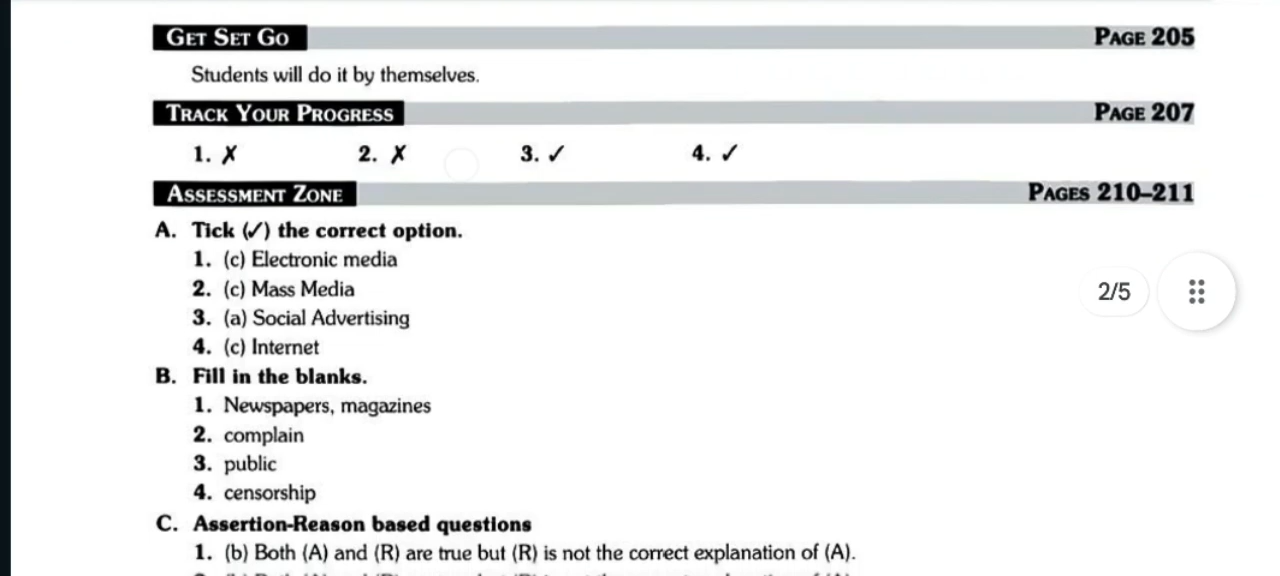 GET SET GO PAGE 205
Students will do it by themselves.
TRACK YOUR PROGRESS PAGE 207
1. ✗ 2. ✗ 3. ✓ 4. ✓
ASSESSMENT ZONE PAGES 210–211
A. Tick (✓) the correct option.
1. (c) Electronic media
2. (c) Mass Media
3. (a) Social Advertising
4. (c) Internet
B. Fill in the blanks.
1. Newspapers, magazines
2. complain
3. public
4. censorship
C. Assertion-Reason based questions
1. (b) Both (A) and (R) are true but (R) is not the correct explanation of (A).
2/5